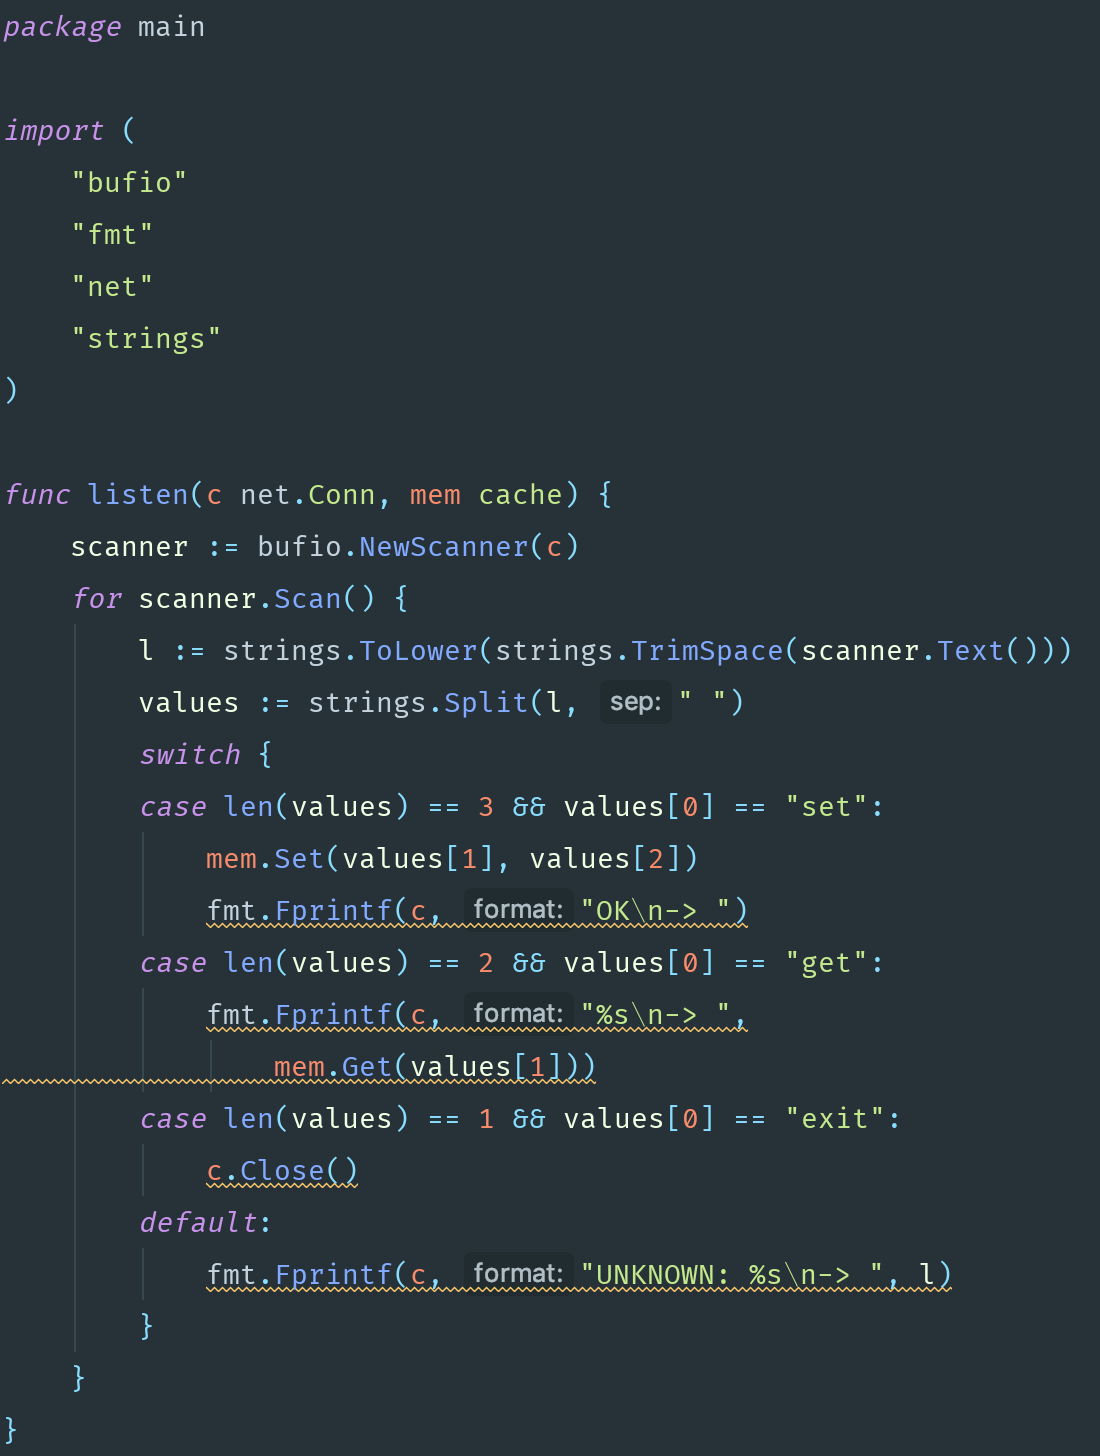 package main

import (
    "bufio"
    "fmt"
    "net"
    "strings"
)

func listen(c net.Conn, mem cache) {
    scanner := bufio.NewScanner(c)
    for scanner.Scan() {
        l := strings.ToLower(strings.TrimSpace(scanner.Text()))
        values := strings.Split(l, sep: " ")
        switch {
        case len(values) == 3 && values[0] == "set":
            mem.Set(values[1], values[2])
            fmt.Fprintf(c, format: "OK\n-> ")
        case len(values) == 2 && values[0] == "get":
            fmt.Fprintf(c, format: "%s\n-> ",
                mem.Get(values[1]))
        case len(values) == 1 && values[0] == "exit":
            c.Close()
        default:
            fmt.Fprintf(c, format: "UNKNOWN: %s\n-> ", l)
        }
    }
}